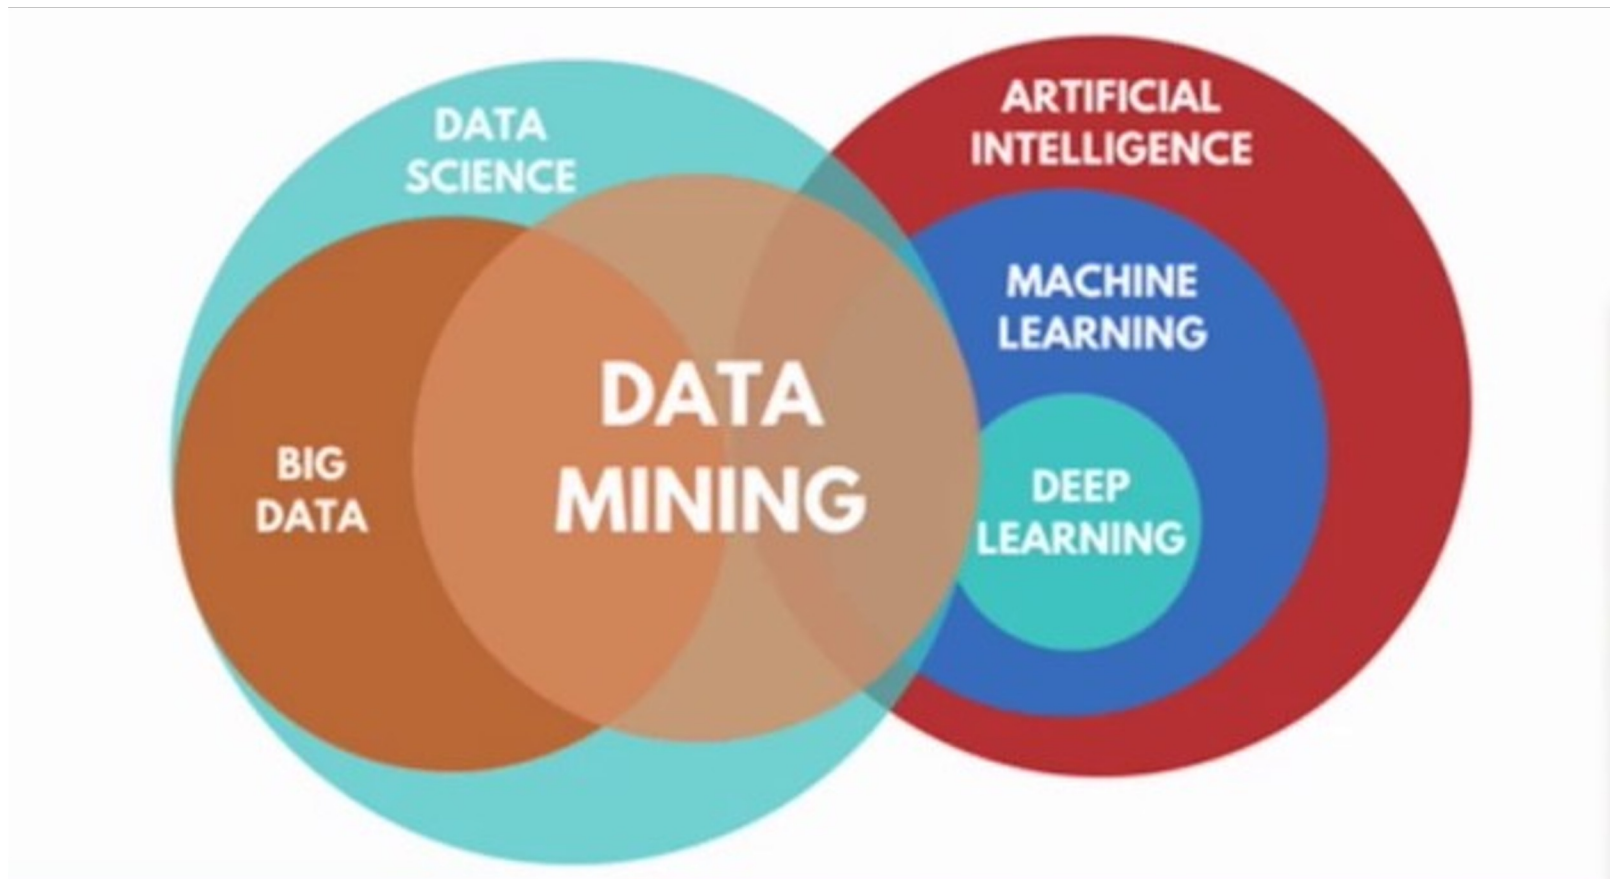 DATA
SCIENCE
ARTIFICIAL
INTELLIGENCE
MACHINE
LEARNING
DATA
MINING
BIG
DATA
DEEP
LEARNING